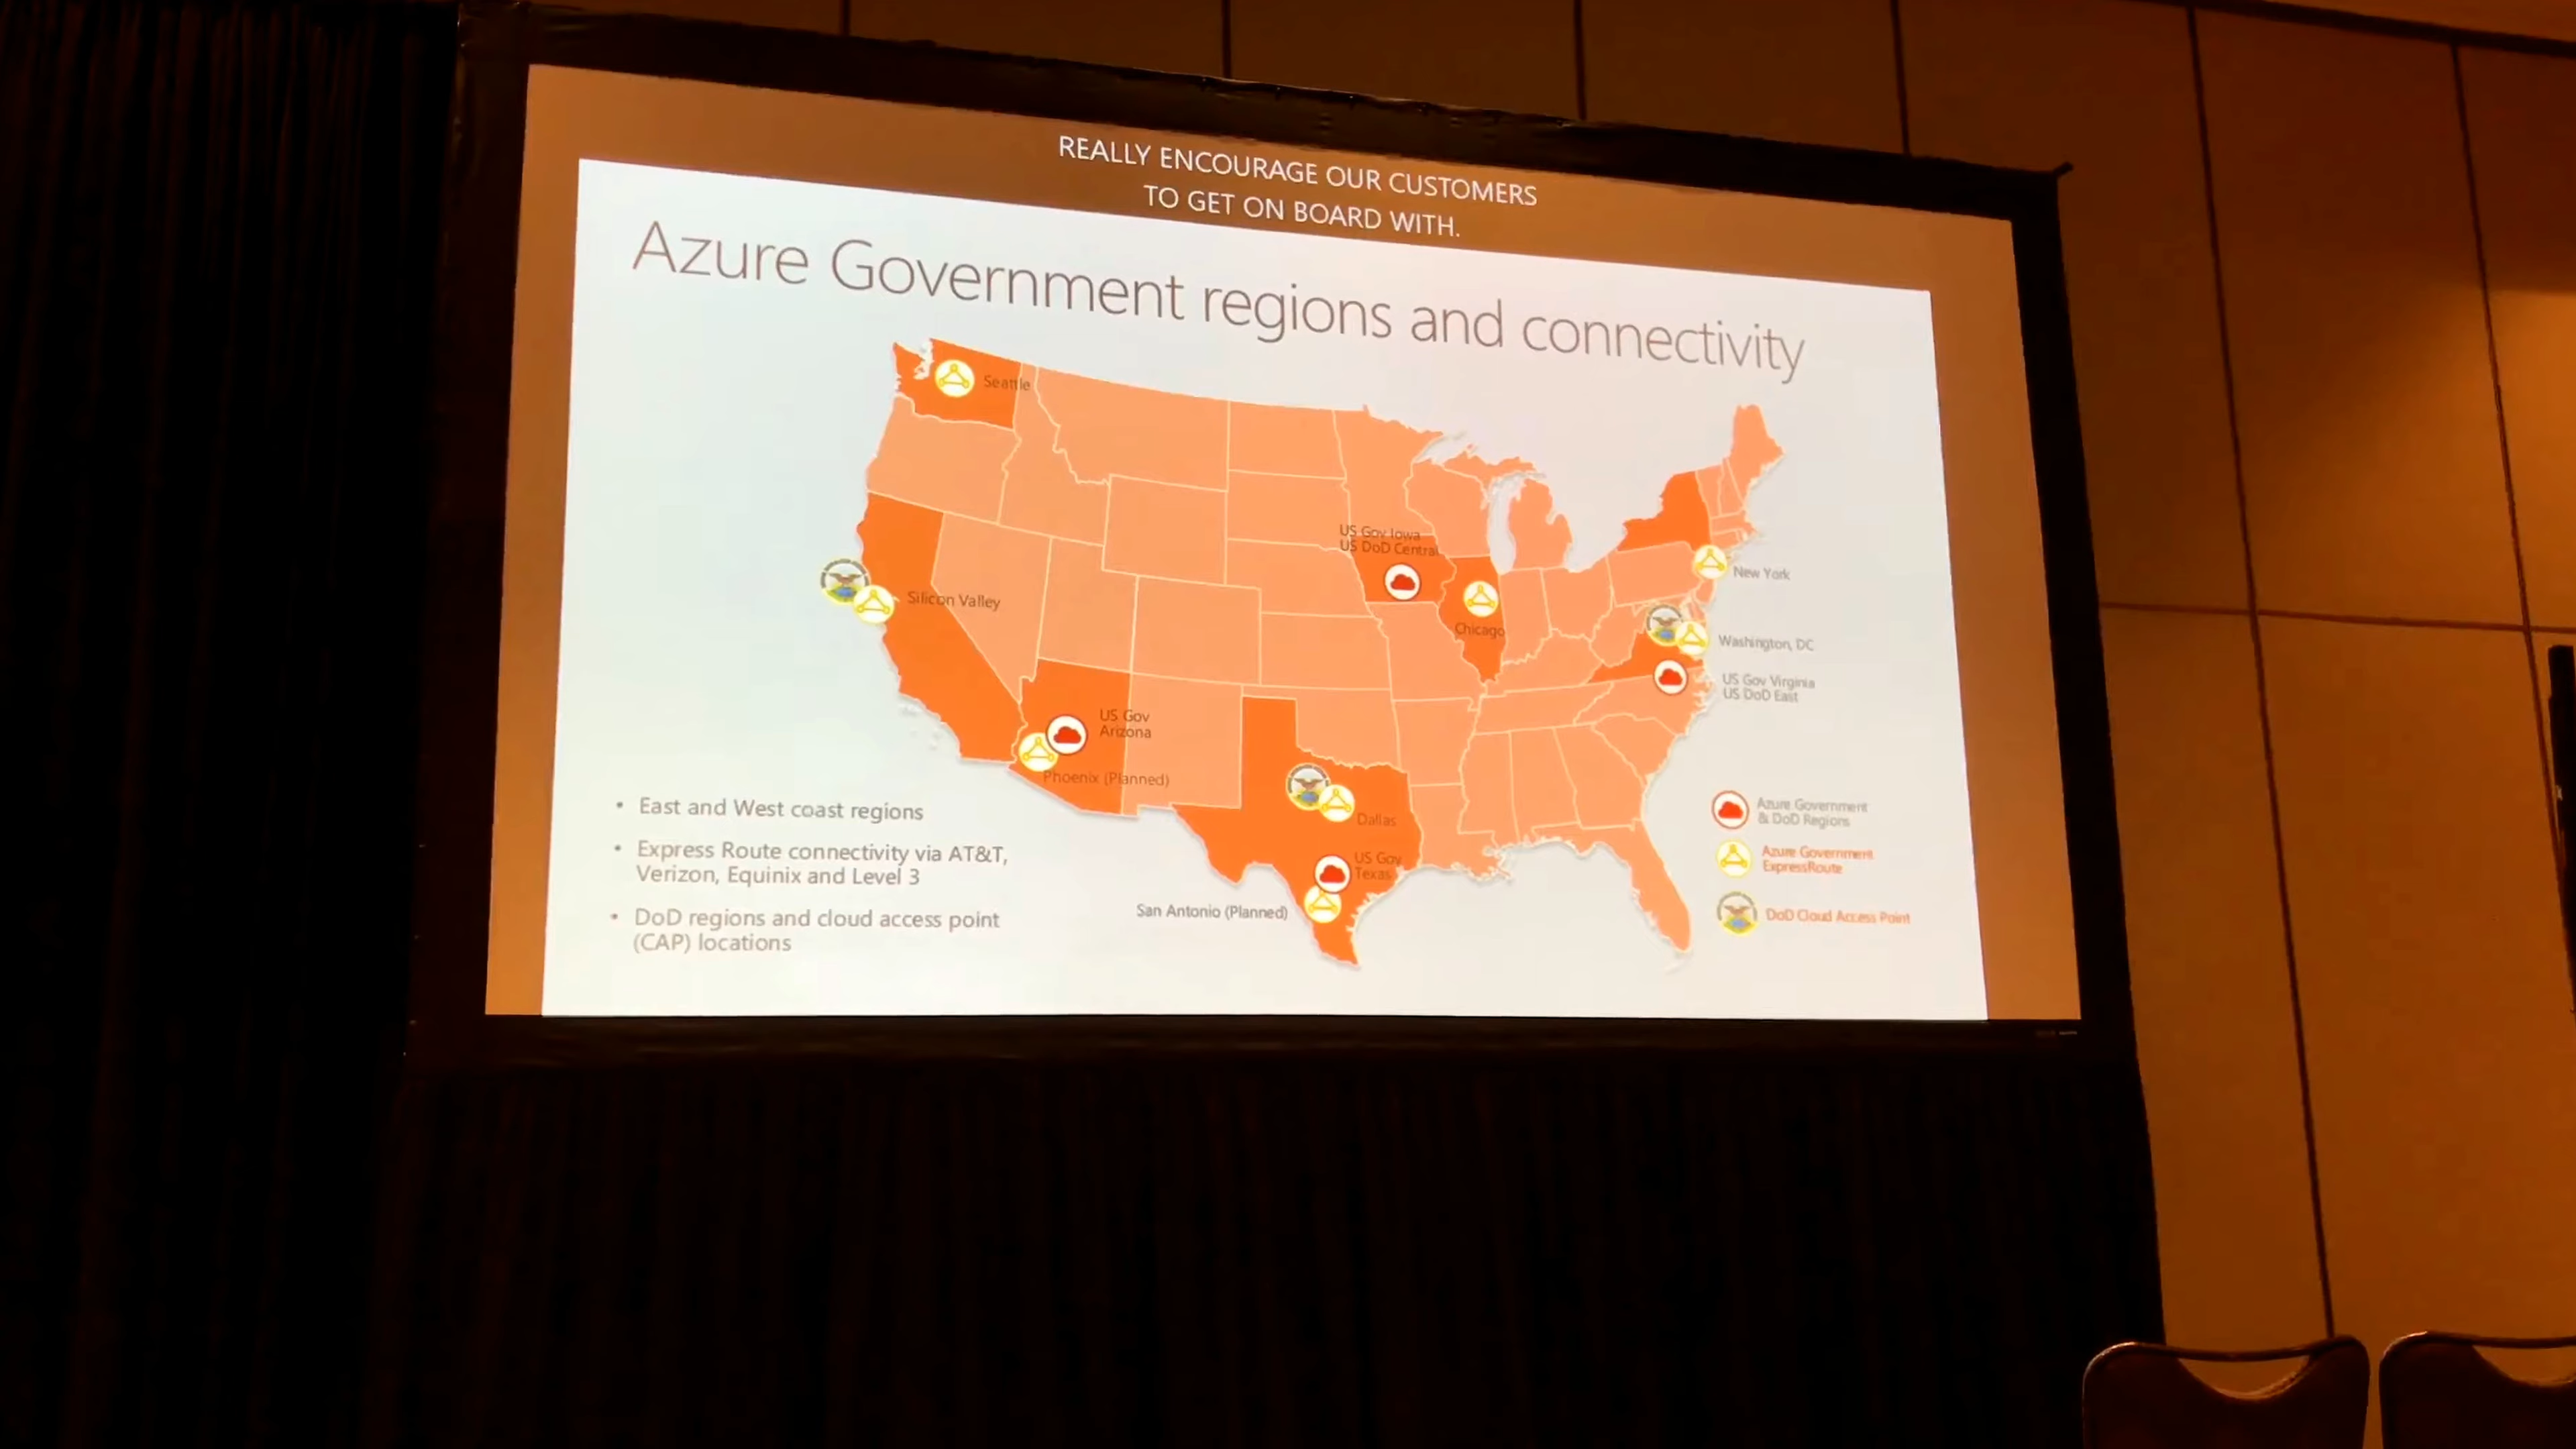 REALLY ENCOURAGE OUR CUSTOMERS
TO GET ON BOARD WITH.
Azure Government regions and connectivity
Seattle
US Gov Iowa
US DoD Central
New York
Silicon Valley
Chicago
Washington, DC
US Gov Virginia
US DoD East
US Gov
Arizona
Phoenix (Planned)
Dallas
US Gov
Texas
San Antonio (Planned)
• East and West coast regions
• Express Route connectivity via AT&T,
Verizon, Equinix and Level 3
• DoD regions and cloud access point
(CAP) locations
Azure Government
& DoD Regions
Azure Government
ExpressRoute
DoD Cloud Access Point